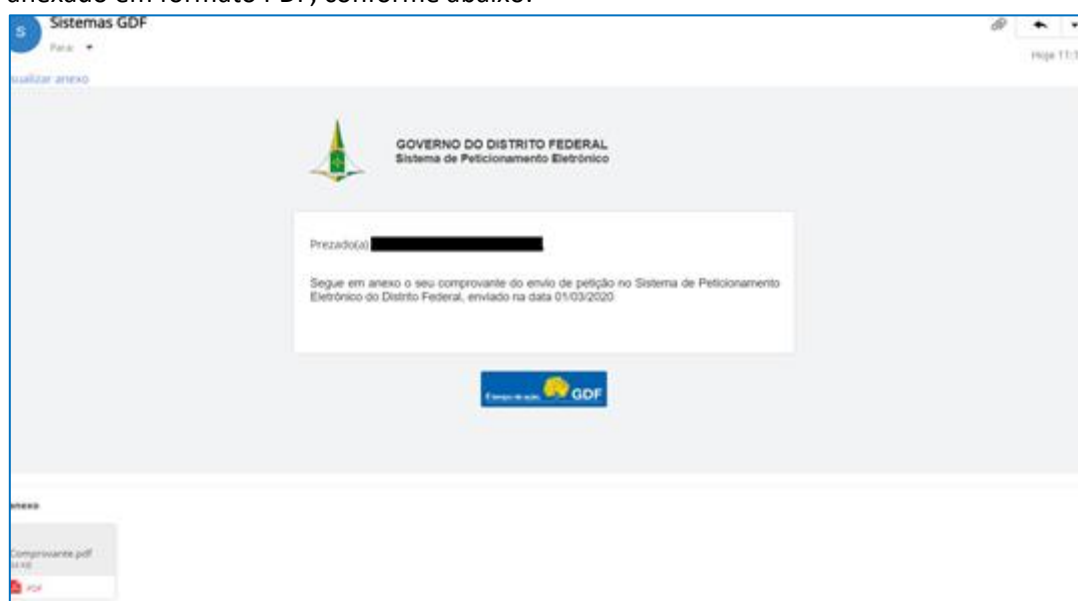 anexado em formato PDF, conforme abaixo:
S
Sistemas GDF
Para:
Hoje 11:1
sualizar anexo
GOVERNO DO DISTRITO FEDERAL
Sistema de Peticionamento Eletrônico
Prezado(a)
Segue em anexo o seu comprovante do envio de petição no Sistema de Peticionamento
Eletrônico do Distrito Federal, enviado na data 01/03/2020
GDF
anexo
Comprovante.pdf
PDF